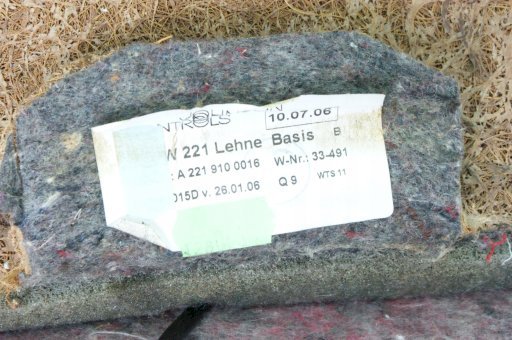 10.07.06
W 221 Lehne Basis B
: A 221 910 0016 W-Nr.: 33-491
015D v. 26.01.06 Q 9 WTS 11